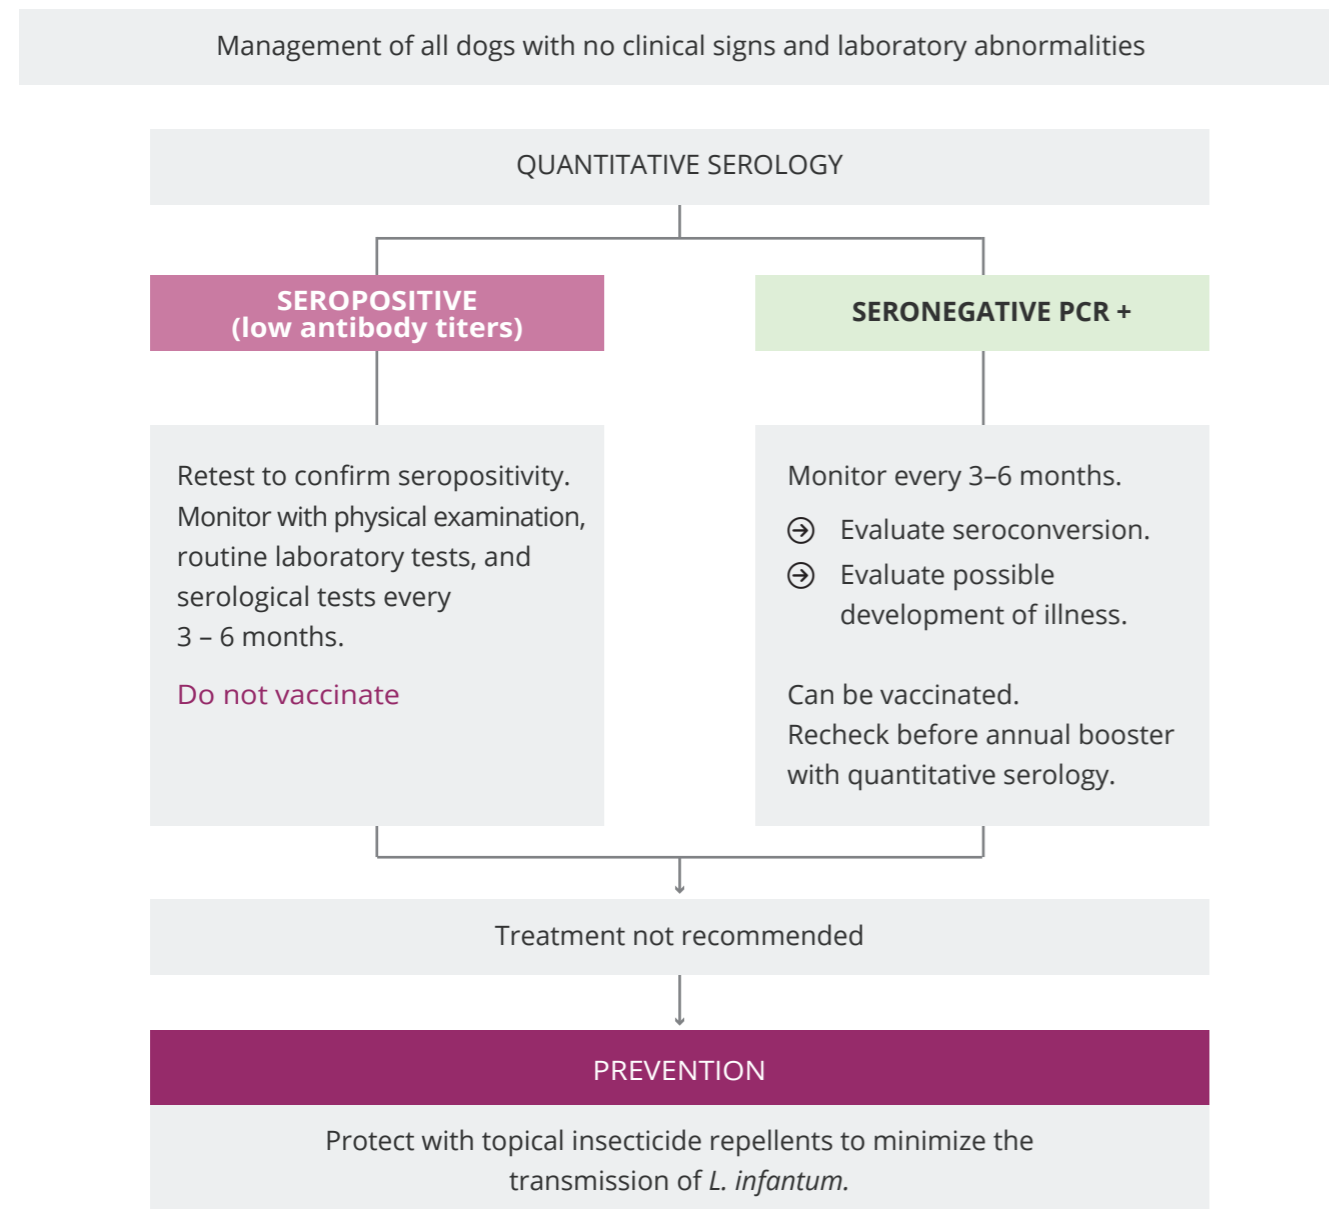 Management of all dogs with no clinical signs and laboratory abnormalities
QUANTITATIVE SEROLOGY
SEROPOSITIVE
(low antibody titers)
Retest to confirm seropositivity.
Monitor with physical examination,
routine laboratory tests, and
serological tests every
3 – 6 months.
Do not vaccinate
SERONEGATIVE PCR +
Monitor every 3–6 months.
Evaluate seroconversion.
Evaluate possible
development of illness.
Can be vaccinated.
Recheck before annual booster
with quantitative serology.
Treatment not recommended
PREVENTION
Protect with topical insecticide repellents to minimize the
transmission of L. infantum.